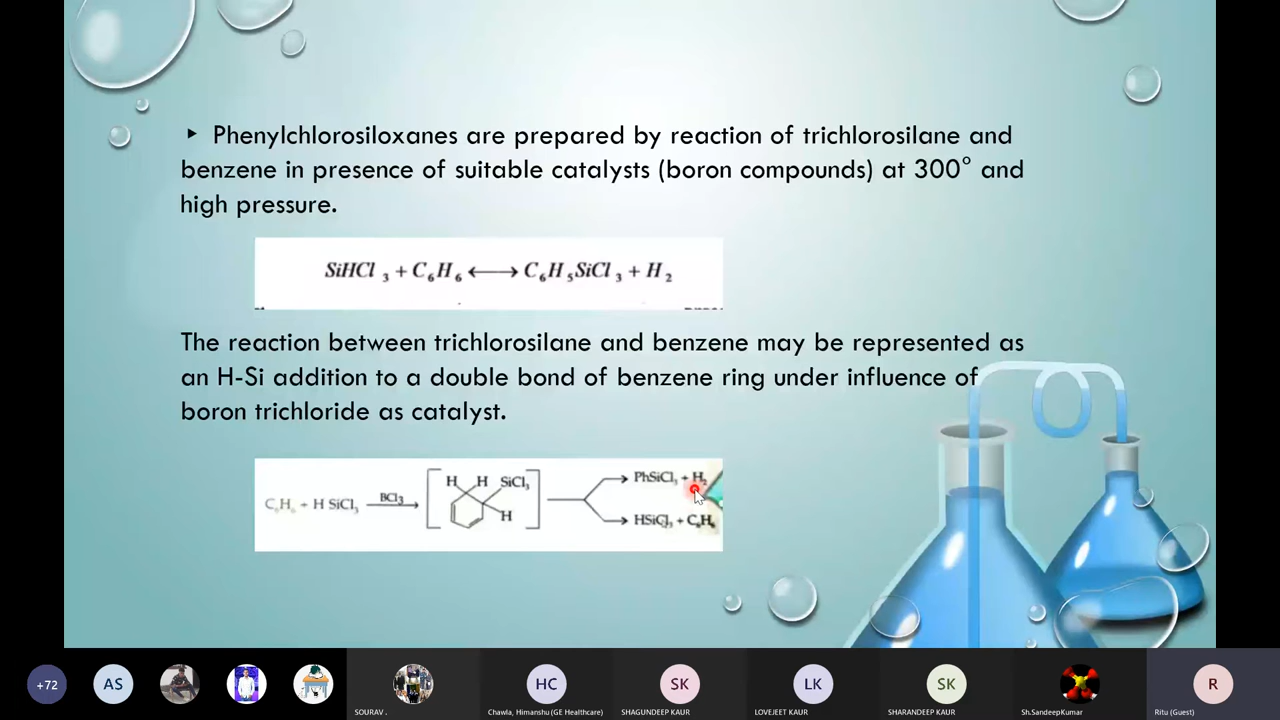 ‣ Phenylchlorosiloxanes are prepared by reaction of trichlorosilane and
benzene in presence of suitable catalysts (boron compounds) at 300° and
high pressure.
SiHCl₃ + C₆H₆ ⟷ C₆H₅SiCl₃ + H₂
The reaction between trichlorosilane and benzene may be represented as
an H-Si addition to a double bond of benzene ring under influence of
boron trichloride as catalyst.
H H SiCl₃
H
C₆H₆ + H SiCl₃ BCl₃ →
→ PhSiCl₃ + H₂
→ HSiCl₃ + C₆H₆
+72
AS
HC
SK
LK
SK
R
SOURAV .
Chawla, Himanshu (GE Healthcare)
SHAGUNDEEP KAUR
LOVEJEET KAUR
SHARANDEEP KAUR
Sh.SandeepKumar
Ritu (Guest)